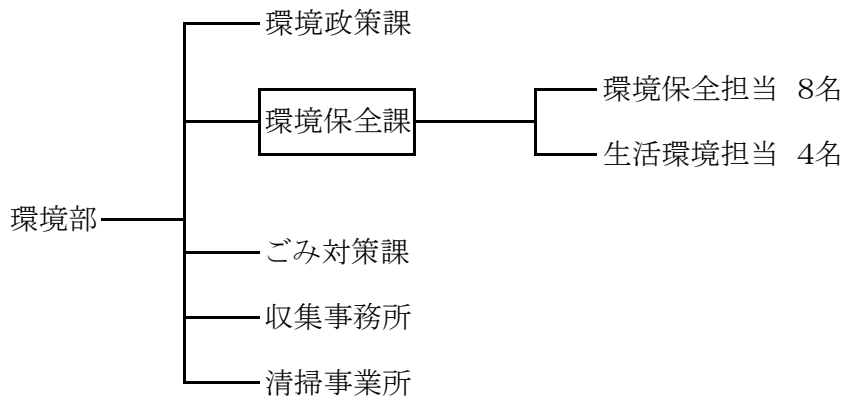 環境政策課
環境保全担当 8名
環境保全課
生活環境担当 4名
環境部
ごみ対策課
収集事務所
清掃事業所